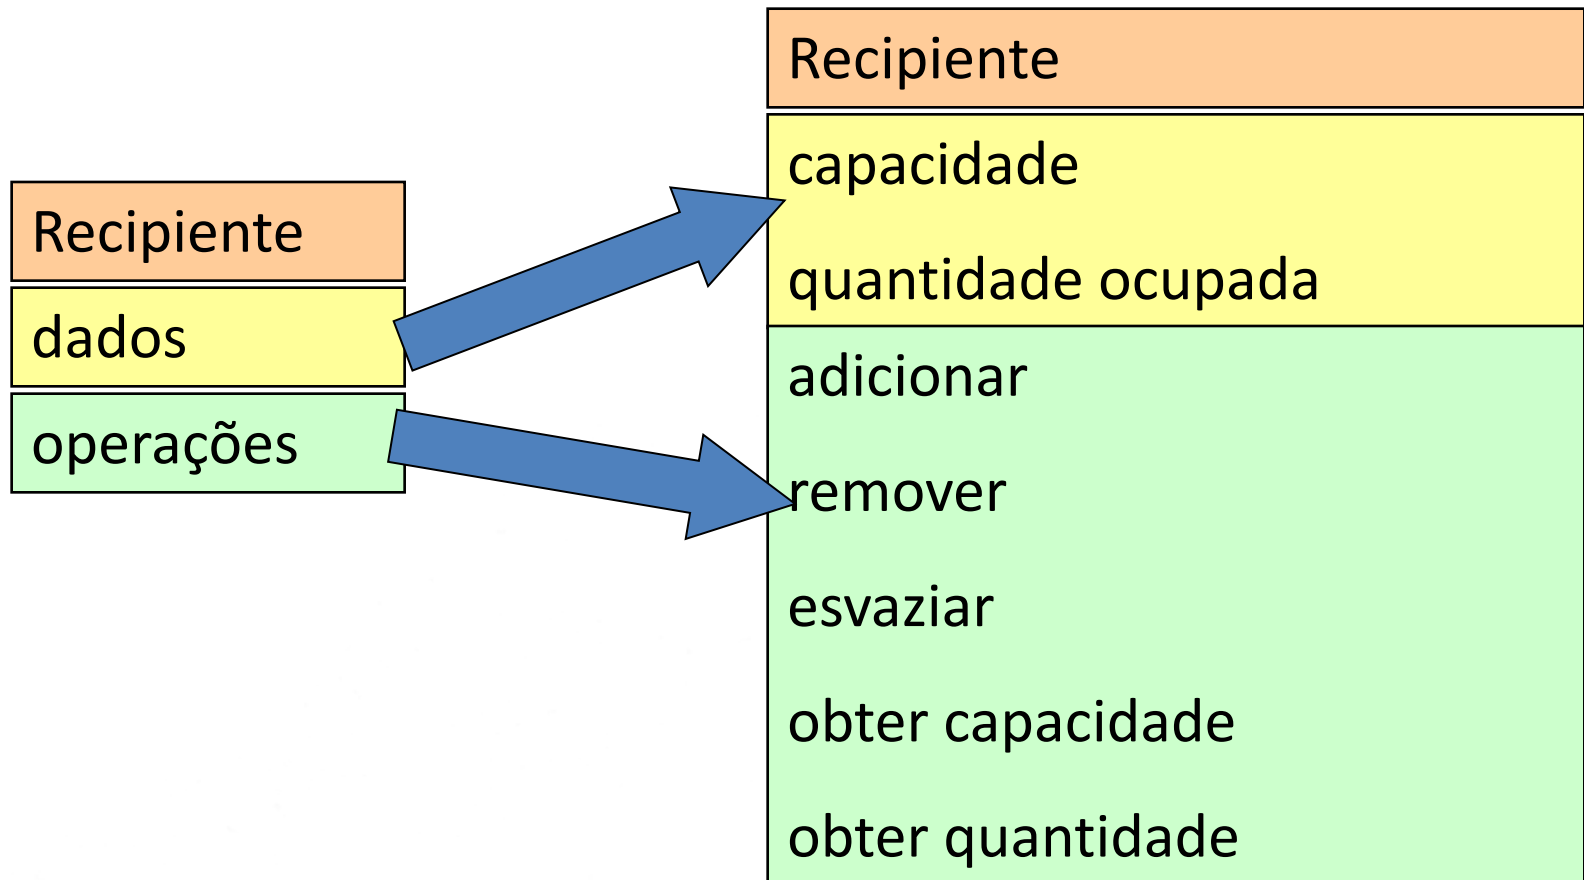 Recipiente
dados
operações
Recipiente
capacidade
quantidade ocupada
adicionar
remover
esvaziar
obter capacidade
obter quantidade